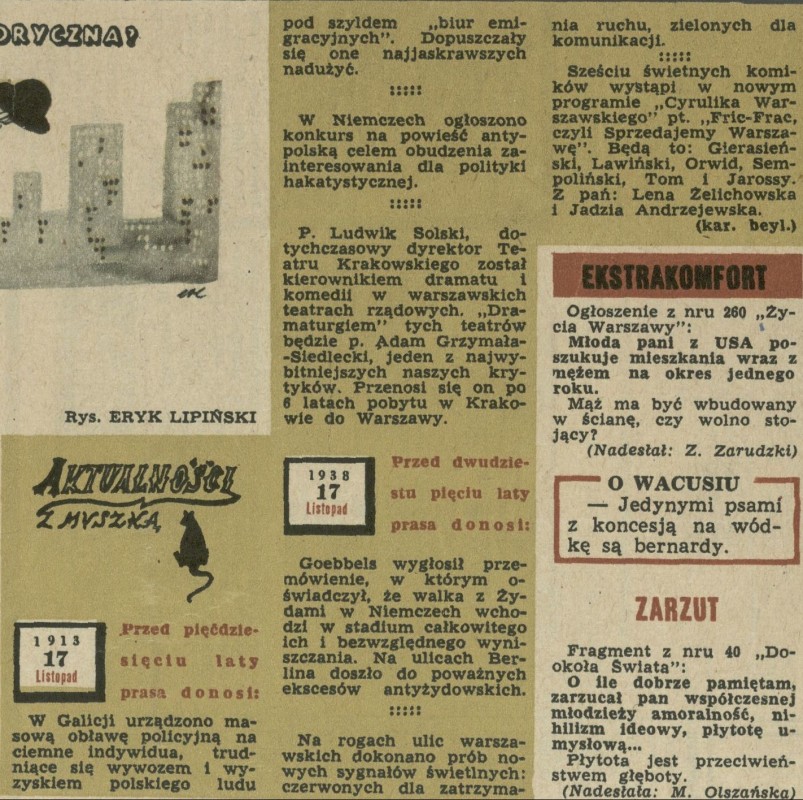 ORYCZNA?
Rys. ERYK LIPIŃSKI
AKTUALNOŚCI
Z MYSZKĄ
1913
17
Listopad
Przed pięćdzie-
sięciu laty
prasa donosi:
W Galicji urządzono ma-
sową obławę policyjną na
ciemne indywidua, trud-
niące się wywozem i wy-
zyskiem polskiego ludu
pod szyldem „biur emi-
gracyjnych”. Dopuszczały
się one najjaskrawszych
nadużyć.
W Niemczech ogłoszono
konkurs na powieść anty-
polską celem obudzenia za-
interesowania dla polityki
hakatystycznej.
P. Ludwik Solski, do-
tychczasowy dyrektor Te-
atru Krakowskiego został
kierownikiem dramatu i
komedii w warszawskich
teatrach rządowych. „Dra-
maturgiem” tych teatrów
będzie p. Adam Grzymała-
-Siedlecki, jeden z najwy-
bitniejszych naszych kry-
tyków. Przenosi się on po
6 latach pobytu w Krako-
wie do Warszawy.
1938
17
Listopad
Przed dwudzie-
stu pięciu laty
prasa donosi:
Goebbels wygłosił prze-
mówienie, w którym o-
świadczył, że walka z Ży-
dami w Niemczech wcho-
dzi w stadium całkowitego
ich i bezwzględnego wyni-
szczania. Na ulicach Ber-
lina doszło do poważnych
ekscesów antyżydowskich.
Na rogach ulic warsza-
wskich dokonano prób no-
wych sygnałów świetlnych:
czerwonych dla zatrzyma-
nia ruchu, zielonych dla
komunikacji.
Sześciu świetnych komi-
ków wystąpi w nowym
programie „Cyrulika War-
szawskiego” pt. „Fric-Frac,
czyli Sprzedajemy Warsza-
wę”. Będą to: Gierasień-
ski, Lawiński, Orwid, Sem-
poliński, Tom i Jarossy.
Z pań: Lena Żelichowska
i Jadzia Andrzejewska.
(kar. beyl.)
EKSTRAKOMFORT
Ogłoszenie z nru 260 „Ży-
cia Warszawy”:
Młoda pani z USA po-
szukuje mieszkania wraz z
mężem na okres jednego
roku.
Mąż ma być wbudowany
w ścianę, czy wolno sto-
jący?
(Nadesłał: Z. Zarudzki)
O WACUSIU
— Jedynymi psami
z koncesją na wód-
kę są bernardy.
ZARZUT
Fragment z nru 40 „Do-
okoła Świata”:
O ile dobrze pamiętam,
zarzucał pan współczesnej
młodzieży amoralność, ni-
hilizm ideowy, płytotę u-
mysłową...
Płytota jest przeciwień-
stwem głęboty.
(Nadesłała: M. Olszańska)